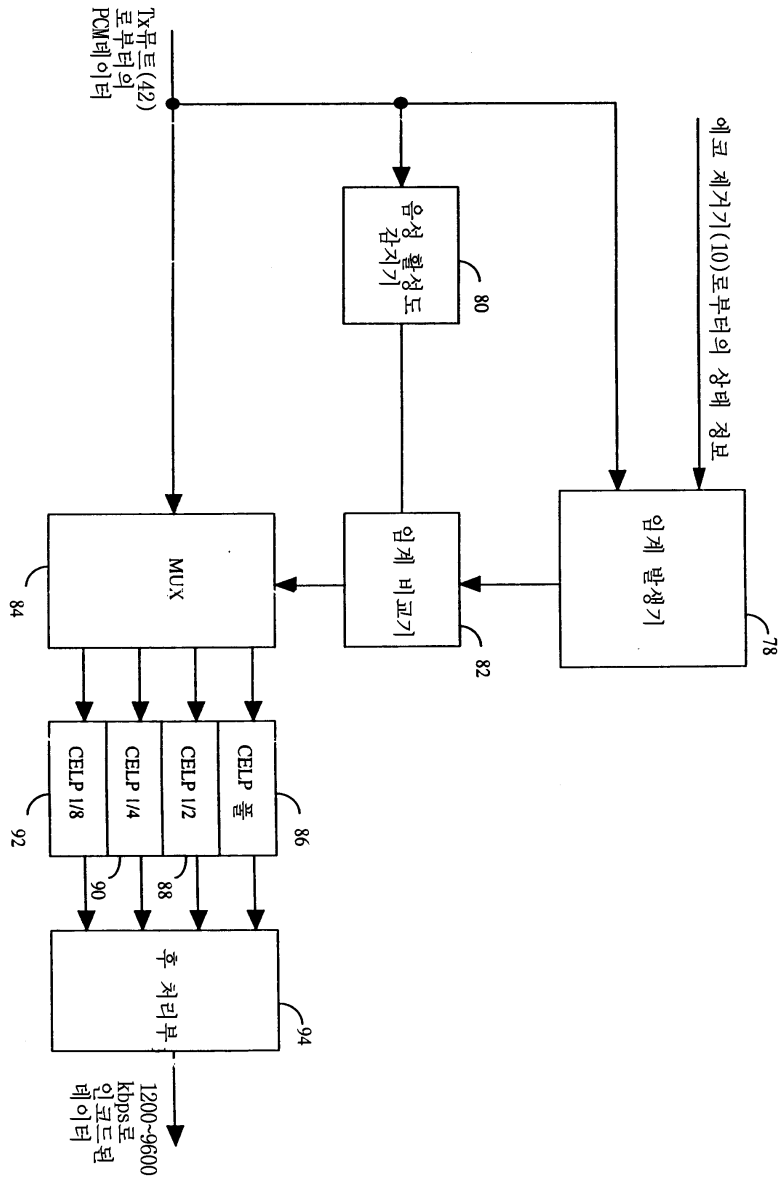 에코 제거기(10)로부터의 상태 정보
임계 발생기
78
음성 활성도
감지기
80
임계 비교기
82
Tx뮤트(42)
로부터의
PCM데이터
MUX
84
CELP 풀
86
CELP 1/2
88
CELP 1/4
90
CELP 1/8
92
후 처리부
94
1200~9600
kbps로
인코드된
데이터